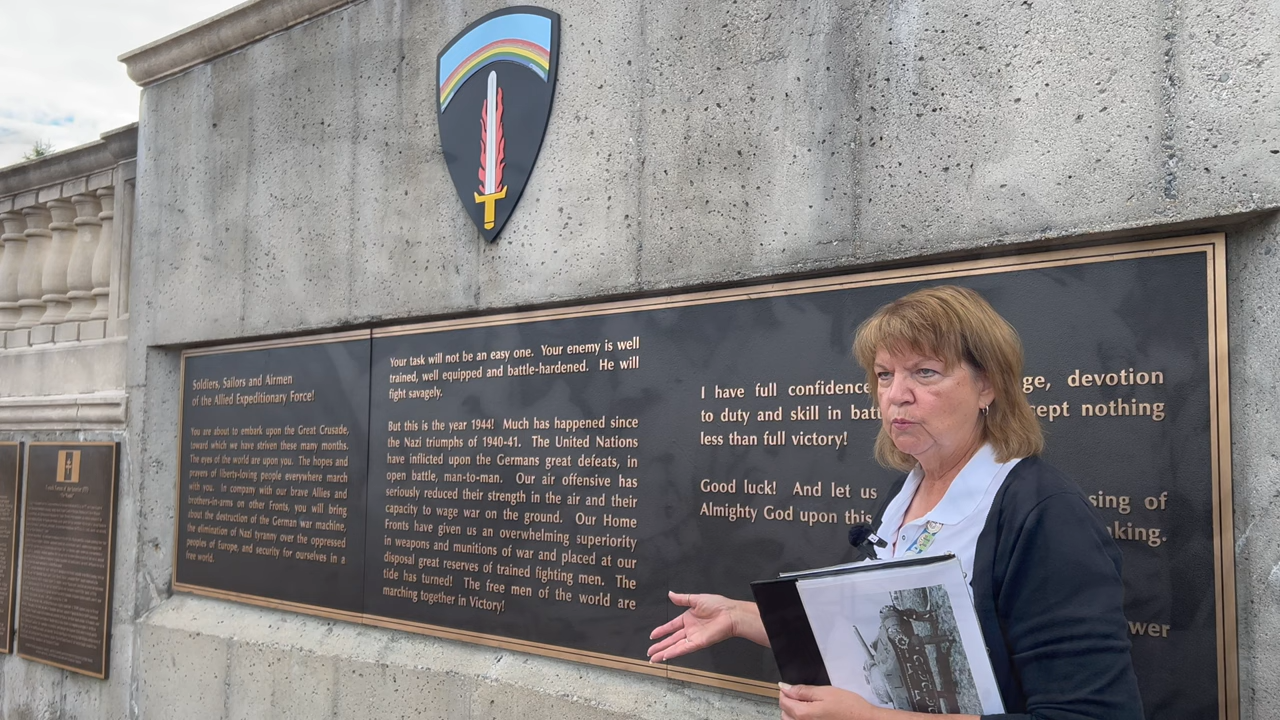 Soldiers, Sailors and Airmen
of the Allied Expeditionary Force!
You are about to embark upon the Great Crusade,
toward which we have striven these many months.
The eyes of the world are upon you. The hopes and
prayers of liberty-loving people everywhere march
with you. In company with our brave Allies and
brothers-in-arms on other Fronts, you will bring
about the destruction of the German war machine,
the elimination of Nazi tyranny over the oppressed
peoples of Europe, and security for ourselves in a
free world.
Your task will not be an easy one. Your enemy is well
trained, well equipped and battle-hardened. He will
fight savagely.
But this is the year 1944! Much has happened since
the Nazi triumphs of 1940-41. The United Nations
have inflicted upon the Germans great defeats, in
open battle, man-to-man. Our air offensive has
seriously reduced their strength in the air and their
capacity to wage war on the ground. Our Home
Fronts have given us an overwhelming superiority
in weapons and munitions of war and placed at our
disposal great reserves of trained fighting men. The
tide has turned! The free men of the world are
marching together in Victory!
I have full confidence ge, devotion
to duty and skill in batt cept nothing
less than full victory!
Good luck! And let us sing of
Almighty God upon this aking.
wer